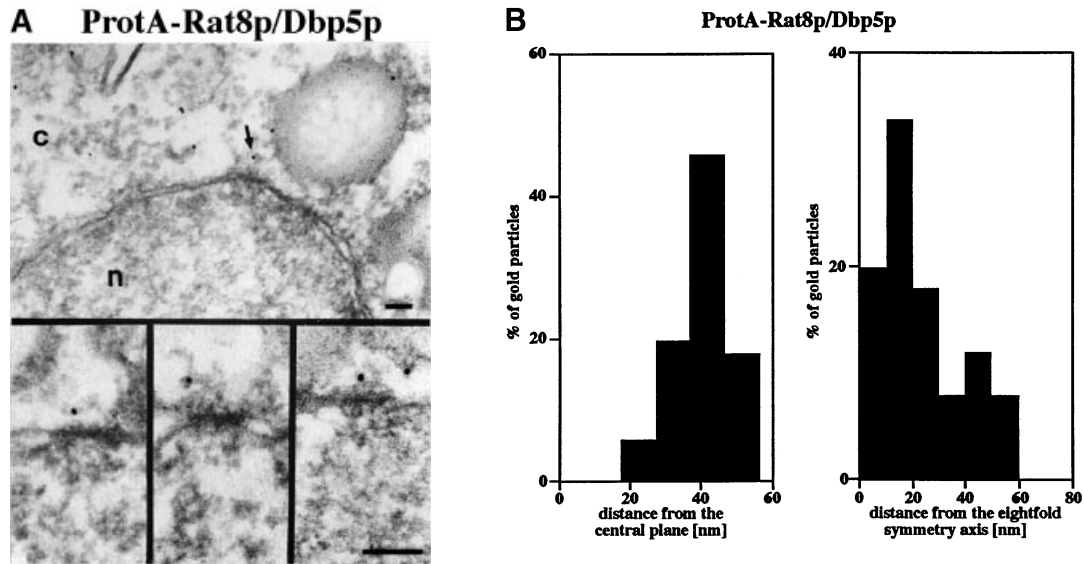 A ProtA-Rat8p/Dbp5p
c
n
B ProtA-Rat8p/Dbp5p
% of gold particles
60
40
20
0
0 20 40 60
distance from the
central plane [nm]
% of gold particles
40
20
0
0 20 40 60 80
distance from the eightfold
symmetry axis [nm]